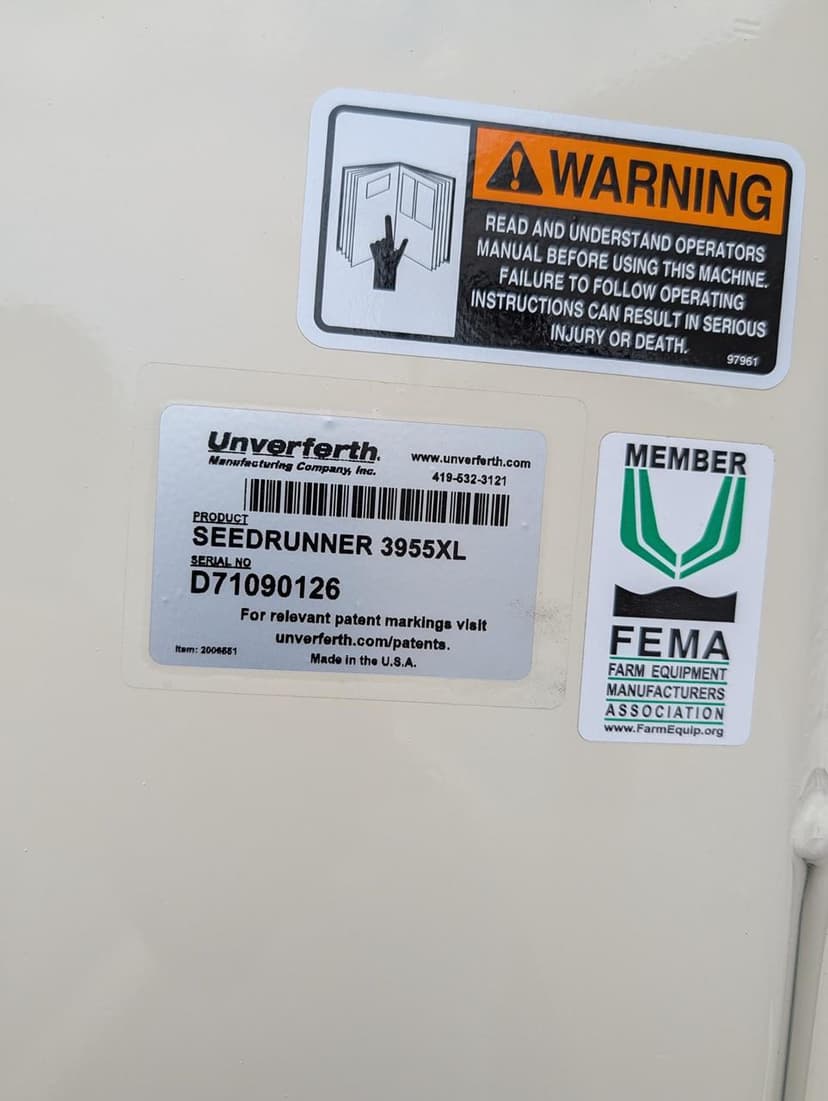 WARNING
READ AND UNDERSTAND OPERATORS
MANUAL BEFORE USING THIS MACHINE.
FAILURE TO FOLLOW OPERATING
INSTRUCTIONS CAN RESULT IN SERIOUS
INJURY OR DEATH.
97961
Unverferth
Manufacturing Company, Inc.
www.unverferth.com
419-532-3121
PRODUCT
SEEDRUNNER 3955XL
SERIAL NO
D71090126
For relevant patent markings visit
unverferth.com/patents.
Item: 2006551
Made in the U.S.A.
MEMBER
FEMA
FARM EQUIPMENT
MANUFACTURERS
ASSOCIATION
www.FarmEquip.org